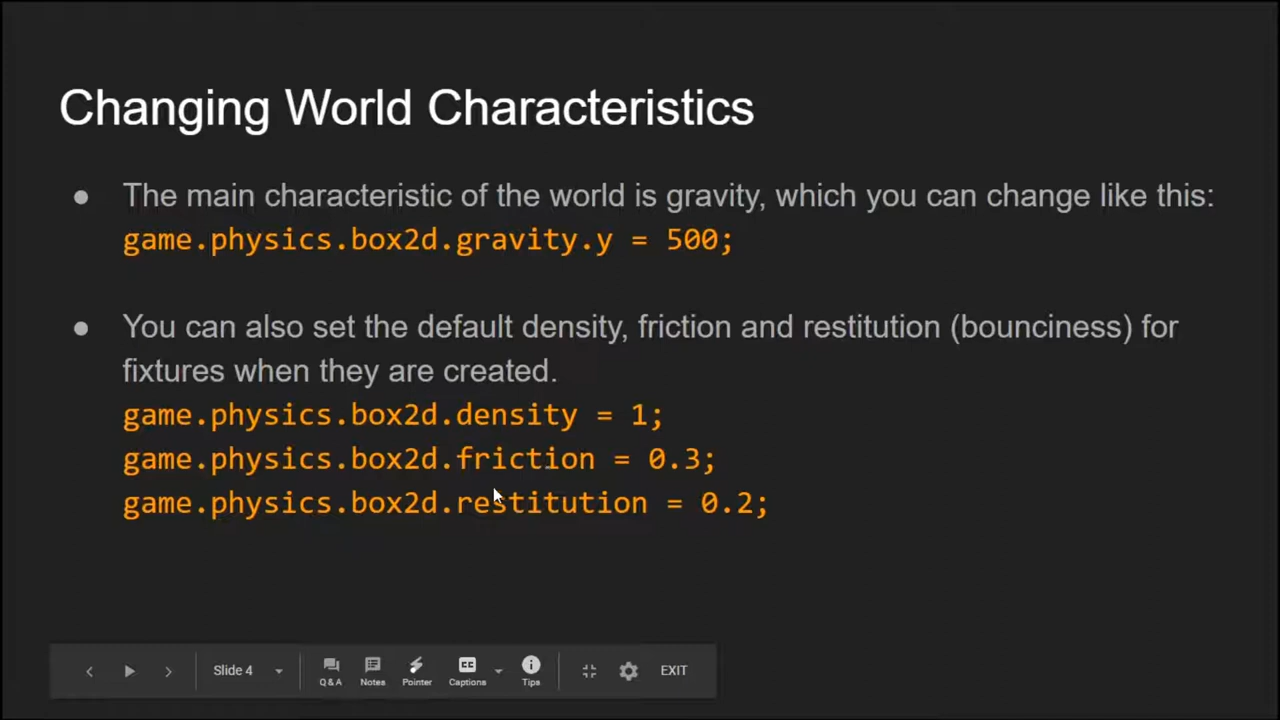 Changing World Characteristics
● The main characteristic of the world is gravity, which you can change like this:
game.physics.box2d.gravity.y = 500;
● You can also set the default density, friction and restitution (bounciness) for
fixtures when they are created.
game.physics.box2d.density = 1;
game.physics.box2d.friction = 0.3;
game.physics.box2d.restitution = 0.2;
Slide 4
Q & A
Notes
Pointer
CC
Captions
Tips
EXIT